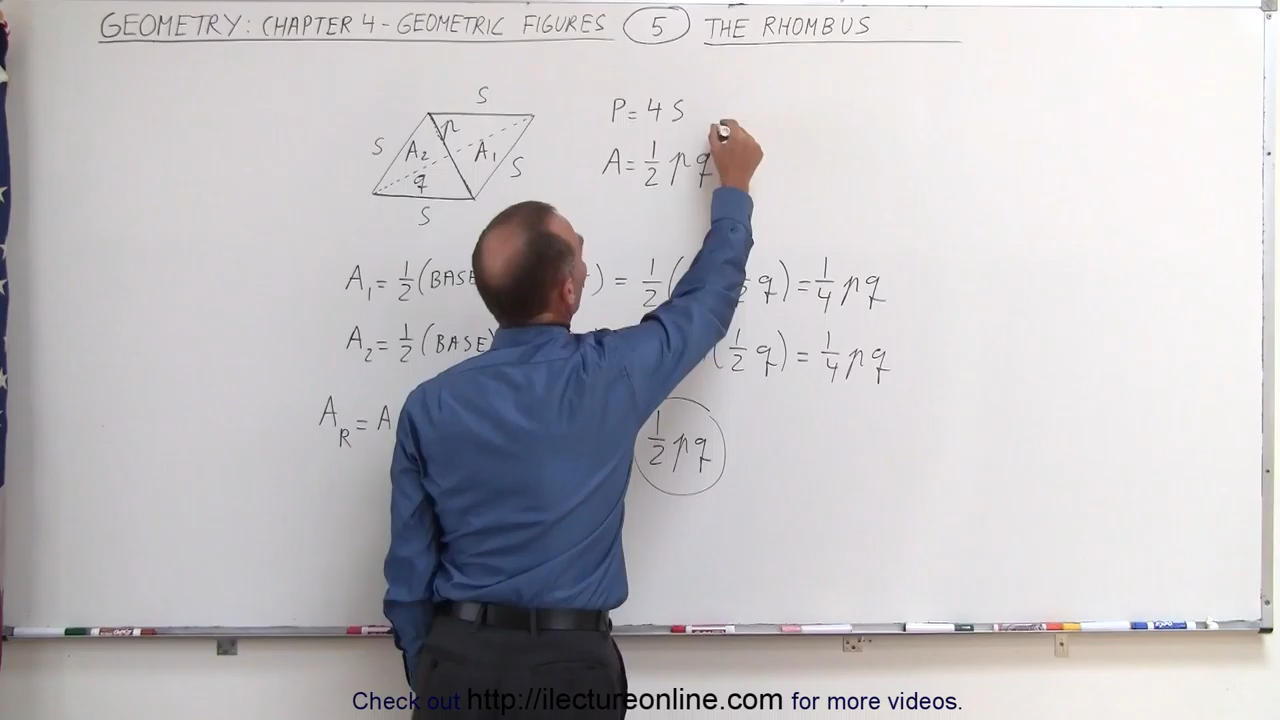 GEOMETRY: CHAPTER 4 - GEOMETRIC FIGURES 5 THE RHOMBUS
S
S p A₂ A₁ S
q
S
P = 4 S
A = 1/2 p q
A₁ = 1/2 (BASE ) = 1/2 ( q) = 1/4 p q
A₂ = 1/2 (BASE) (1/2 q) = 1/4 p q
A_R = A 1/2 p q
Check out http://ilectureonline.com for more videos.